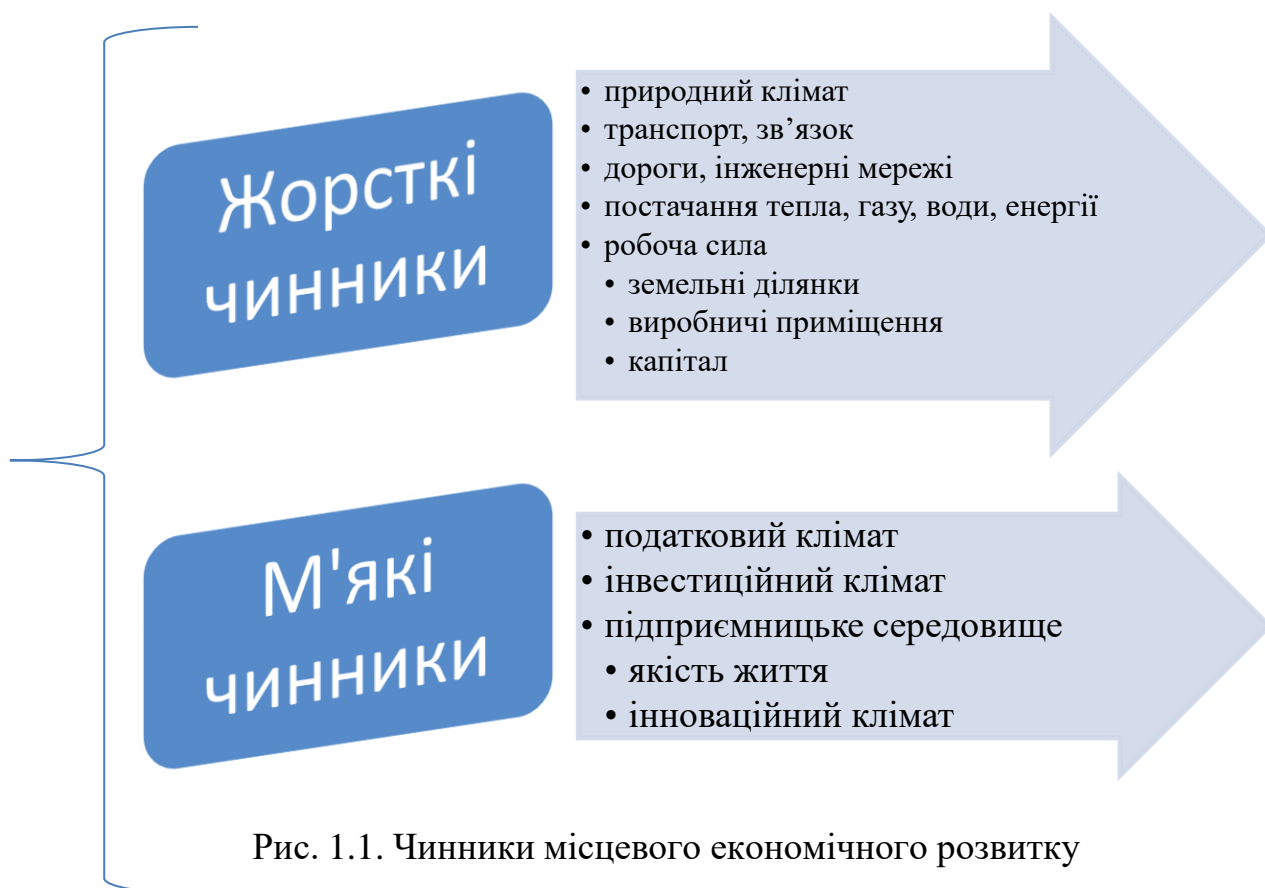 Жорсткі
чинники
• природний клімат
• транспорт, зв’язок
• дороги, інженерні мережі
• постачання тепла, газу, води, енергії
• робоча сила
• земельні ділянки
• виробничі приміщення
• капітал
М'які
чинники
• податковий клімат
• інвестиційний клімат
• підприємницьке середовище
• якість життя
• інноваційний клімат
Рис. 1.1. Чинники місцевого економічного розвитку